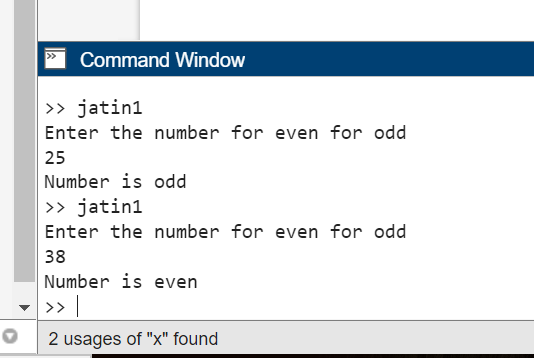 Command Window
>> jatin1
Enter the number for even for odd
25
Number is odd
>> jatin1
Enter the number for even for odd
38
Number is even
>>
2 usages of "x" found